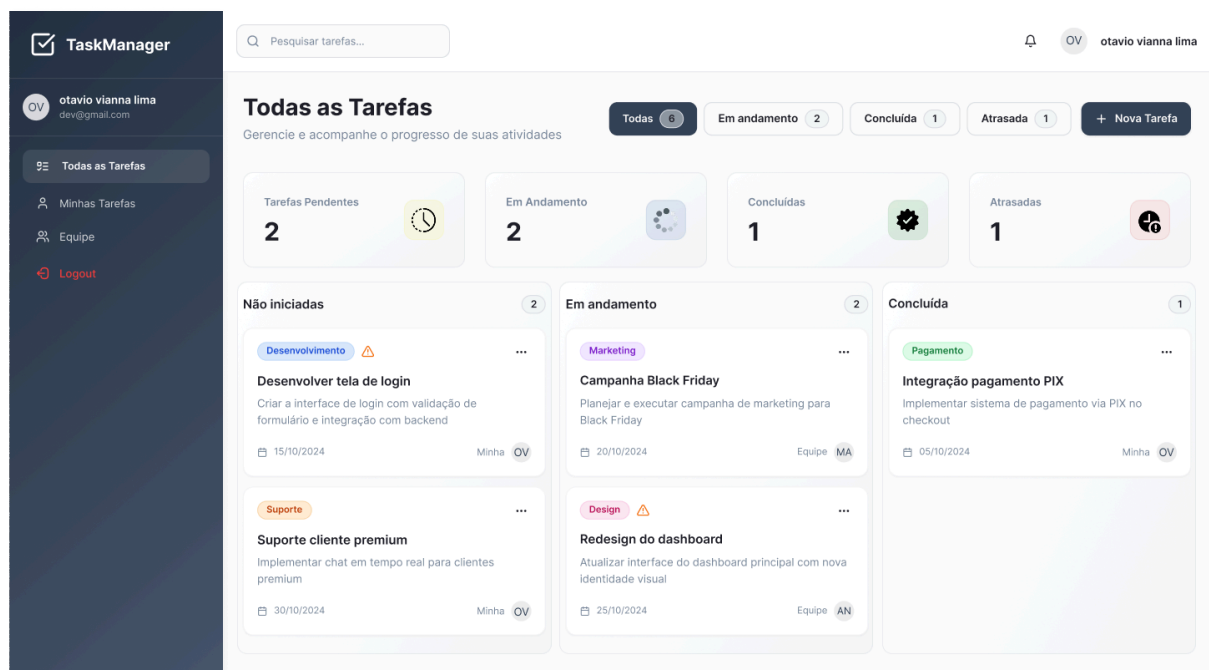 TaskManager
Pesquisar tarefas...
OV
otavio vianna lima
OV
otavio vianna lima
dev@gmail.com
Todas as Tarefas
Minhas Tarefas
Equipe
Logout
Todas as Tarefas
Gerencie e acompanhe o progresso de suas atividades
Todas 6
Em andamento 2
Concluída 1
Atrasada 1
+ Nova Tarefa
Tarefas Pendentes
2
Em Andamento
2
Concluídas
1
Atrasadas
1
Não iniciadas
2
Desenvolvimento
Desenvolver tela de login
Criar a interface de login com validação de
formulário e integração com backend
15/10/2024
Minha OV
Suporte
Suporte cliente premium
Implementar chat em tempo real para clientes
premium
30/10/2024
Minha OV
Em andamento
2
Marketing
Campanha Black Friday
Planejar e executar campanha de marketing para
Black Friday
20/10/2024
Equipe MA
Design
Redesign do dashboard
Atualizar interface do dashboard principal com nova
identidade visual
25/10/2024
Equipe AN
Concluída
1
Pagamento
Integração pagamento PIX
Implementar sistema de pagamento via PIX no
checkout
05/10/2024
Minha OV